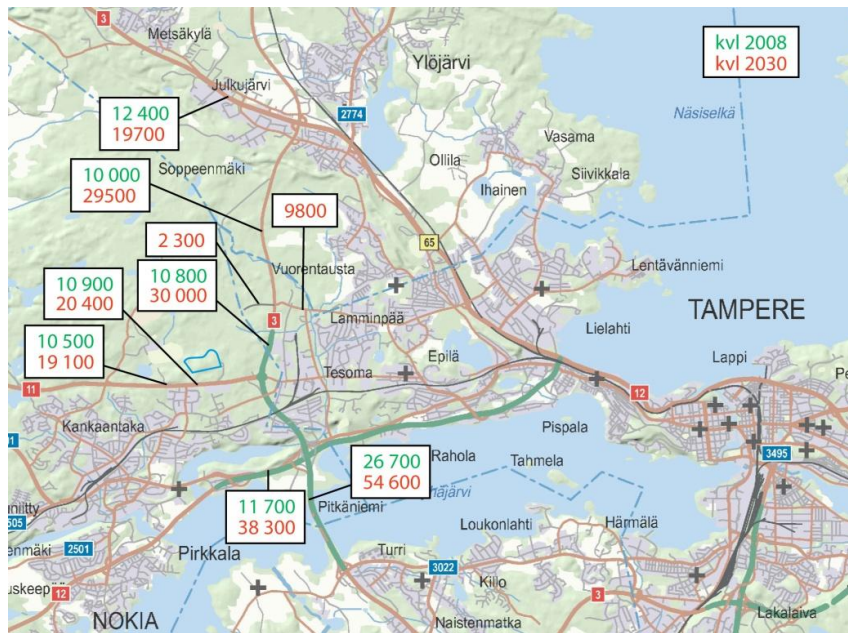 3
Metsäkylä
Ylöjärvi
kvl 2008
kvl 2030
Julkujärvi
12 400
19700
2774
Näsiselkä
Vasama
Ollila
Siivikkala
Soppeenmäki
Ihainen
10 000
29500
9800
65
2 300
Vuorentausta
Lentävänniemi
10 900
20 400
10 800
30 000
3
Lamminpää
TAMPERE
Lielahti
10 500
19 100
Epilä
Lappi
Tesoma
11
12
Kankaantaka
Pispala
26 700
54 600
Rahola
Tahmela
3495
11 700
38 300
Pitkäniemi
505
Loukonlahti
Härmälä
2501
Pirkkala
Turri
3022
Killo
12
3
NOKIA
Naistenmatka
Lakalaiva